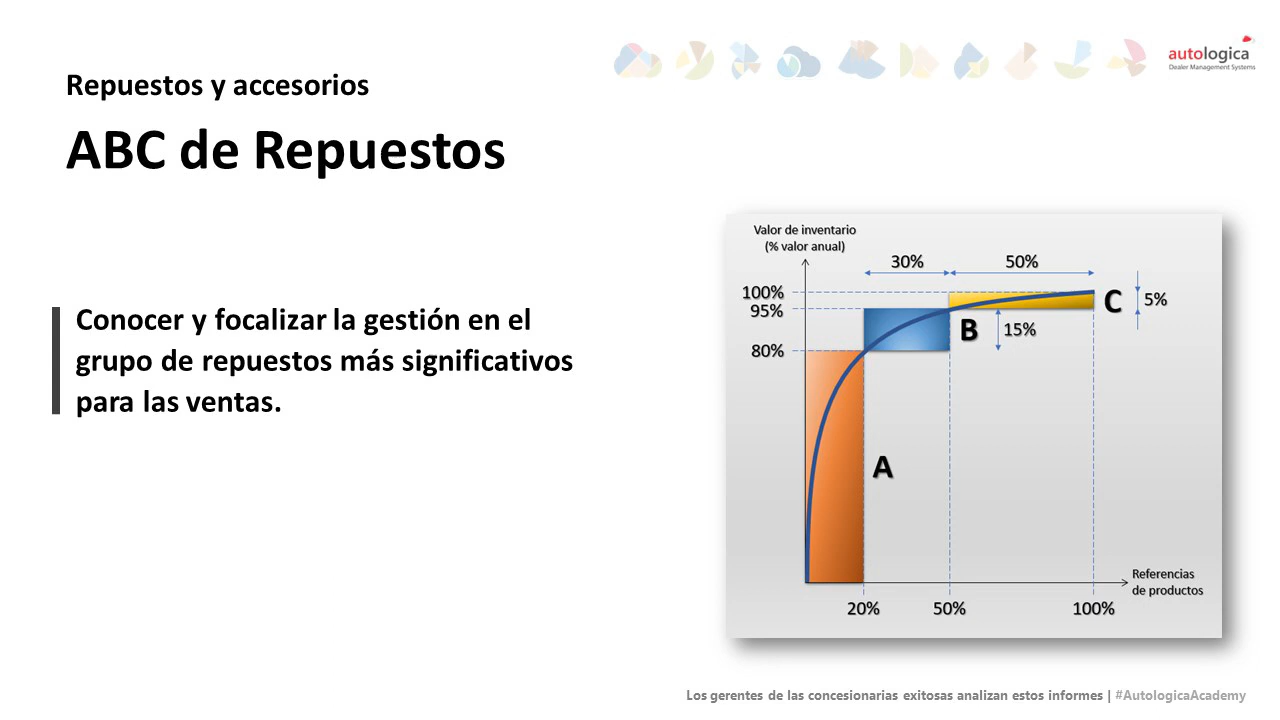 autologica
Dealer Management Systems
Repuestos y accesorios
ABC de Repuestos
Conocer y focalizar la gestión en el
grupo de repuestos más significativos
para las ventas.
Valor de inventario
(% valor anual)
30%
50%
100%
95%
80%
C
5%
B
15%
A
Referencias
de productos
20%
50%
100%
Los gerentes de las concesionarias exitosas analizan estos informes | #AutologicaAcademy